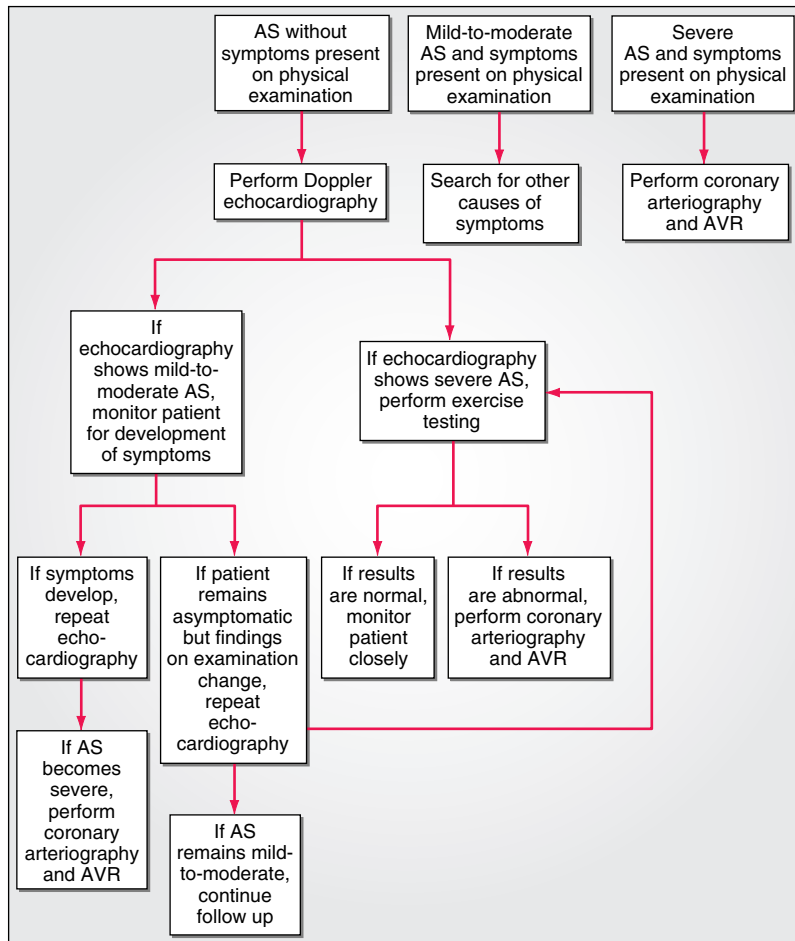 AS without
symptoms present
on physical
examination
Mild-to-moderate
AS and symptoms
present on physical
examination
Severe
AS and symptoms
present on physical
examination
Perform Doppler
echocardiography
Search for other
causes of
symptoms
Perform coronary
arteriography
and AVR
If
echocardiography
shows mild-to-
moderate AS,
monitor patient
for development
of symptoms
If echocardiography
shows severe AS,
perform exercise
testing
If symptoms
develop,
repeat
echo-
cardiography
If patient
remains
asymptomatic
but findings
on examination
change,
repeat
echo-
cardiography
If results
are normal,
monitor
patient
closely
If results
are abnormal,
perform coronary
arteriography
and AVR
If AS
becomes
severe,
perform
coronary
arteriography
and AVR
If AS
remains mild-
to-moderate,
continue
follow up